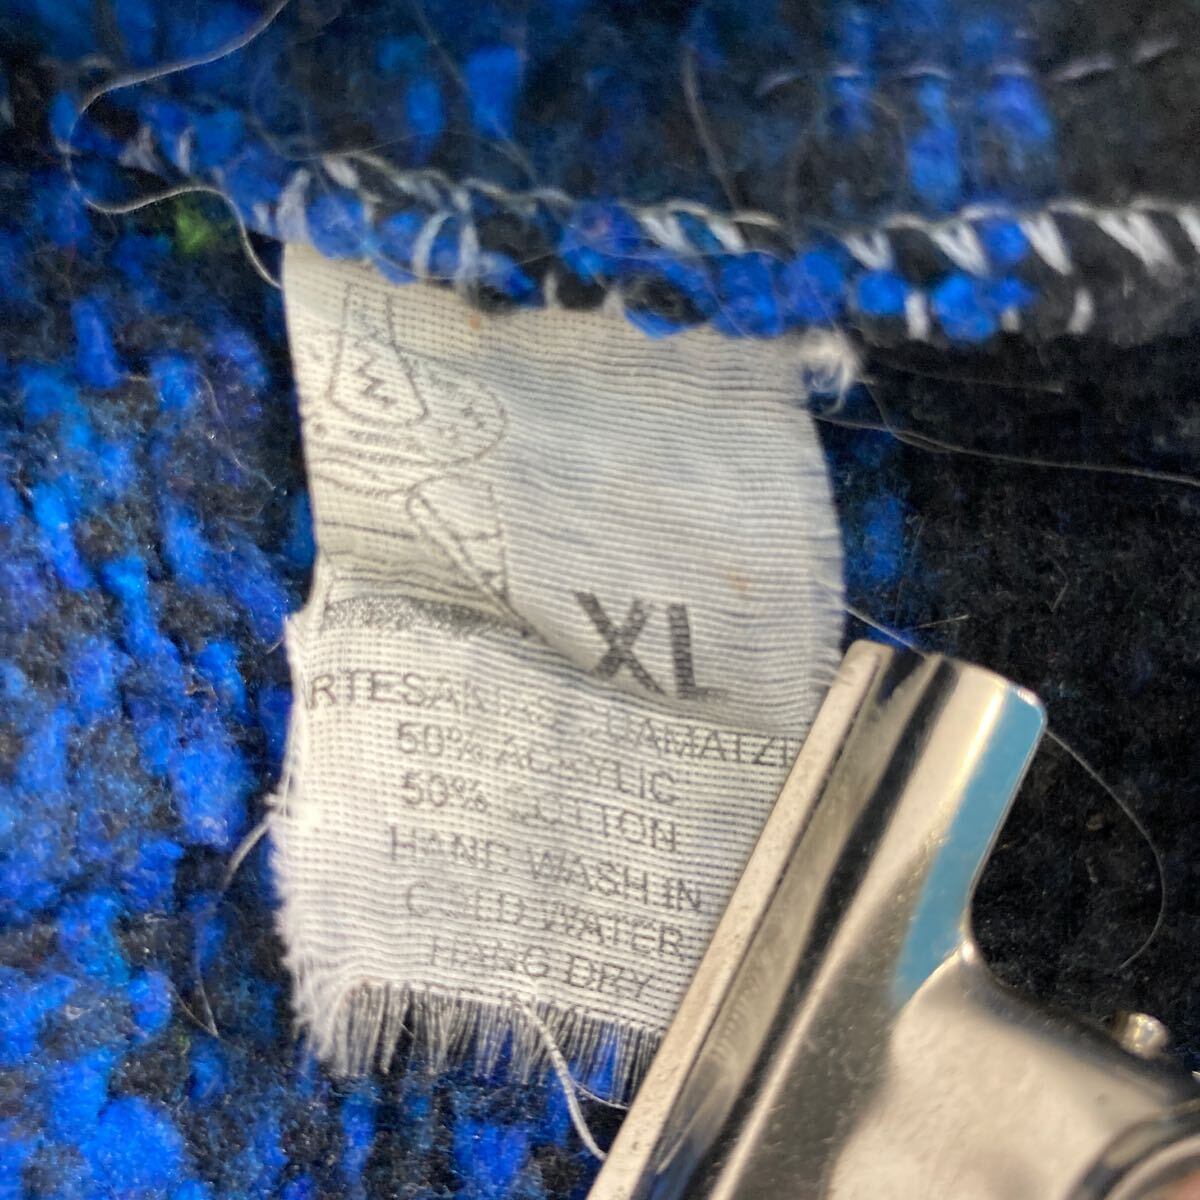 XL
50% ACRYLIC
50% COTTON
HAND WASH IN
COLD WATER
HANG DRY